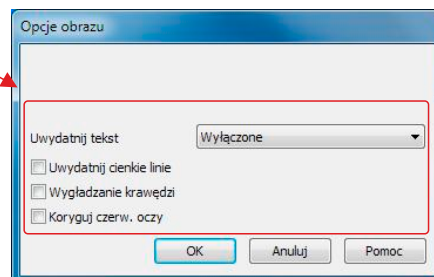 Opcje obrazu
Uwydatnij tekst Wyłączone
Uwydatnij cienkie linie
Wygładzanie krawędzi
Koryguj czerw. oczy
OK Anuluj Pomoc